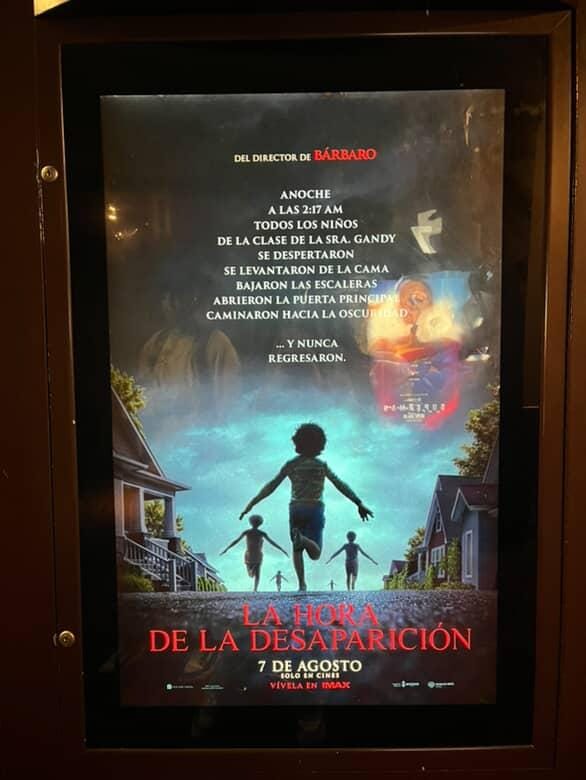 DEL DIRECTOR DE BÁRBARO
ANOCHE
A LAS 2:17 AM
TODOS LOS NIÑOS
DE LA CLASE DE LA SRA. GANDY
SE DESPERTARON
SE LEVANTARON DE LA CAMA
BAJARON LAS ESCALERAS
ABRIERON LA PUERTA PRINCIPAL
CAMINARON HACIA LA OSCURIDAD
... Y NUNCA
REGRESARON.
LA HORA
DE LA DESAPARICIÓN
7 DE AGOSTO
SOLO EN CINES
VÍVELA EN IMAX